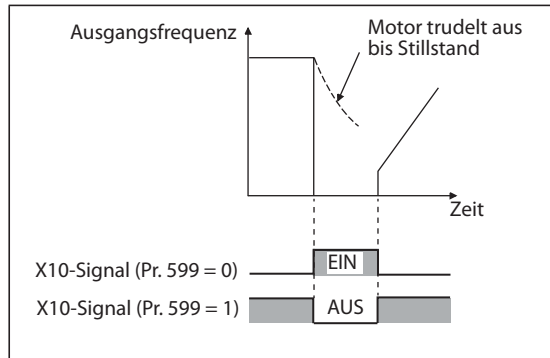 Ausgangsfrequenz
Motor trudelt aus
bis Stillstand
Zeit
X10-Signal (Pr. 599 = 0)
EIN
X10-Signal (Pr. 599 = 1)
AUS